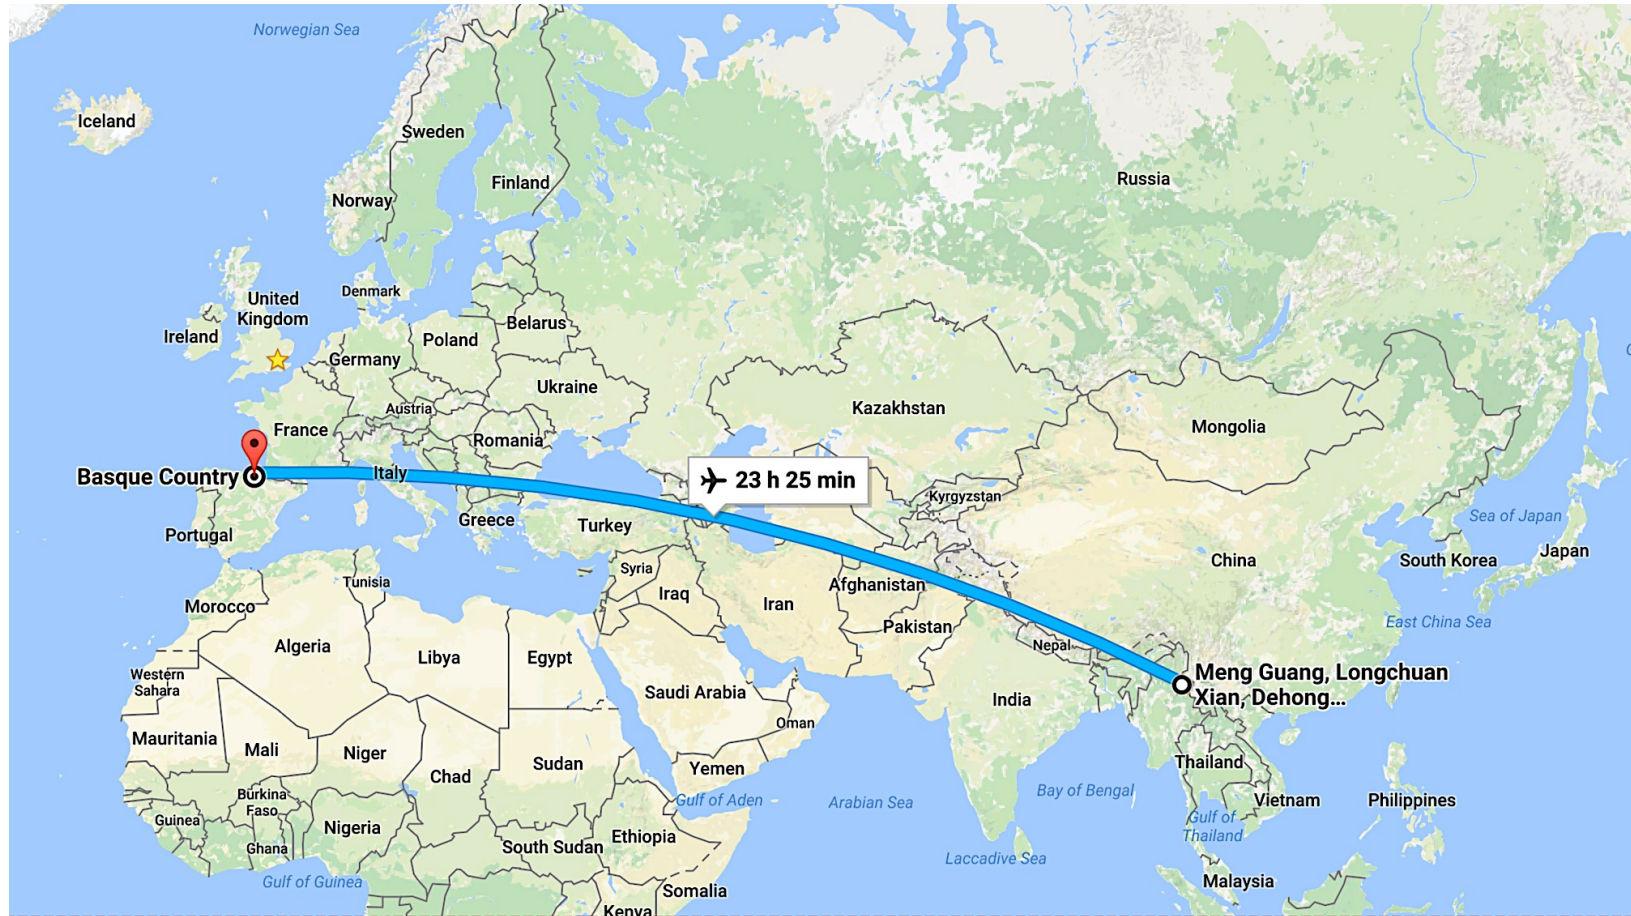 Norwegian Sea
Iceland
Sweden
Finland
Norway
Russia
Denmark
United
Kingdom
Ireland
Belarus
Poland
Germany
Ukraine
Austria
Kazakhstan
France
Mongolia
Romania
Basque Country
Italy
23 h 25 min
Kyrgyzstan
Greece
Turkey
Sea of Japan
Portugal
Japan
South Korea
China
Syria
Tunisia
Afghanistan
Iraq
Iran
Morocco
East China Sea
Pakistan
Algeria
Nepal
Libya
Egypt
Western
Sahara
Meng Guang, Longchuan
Xian, Dehong...
Saudi Arabia
India
Oman
Mauritania
Mali
Niger
Sudan
Thailand
Yemen
Chad
Bay of Bengal
Burkina
Faso
Gulf of Aden
Arabian Sea
Vietnam
Philippines
Guinea
Nigeria
Gulf of
Thailand
Ethiopia
Ghana
South Sudan
Laccadive Sea
Gulf of Guinea
Malaysia
Somalia
Kenya